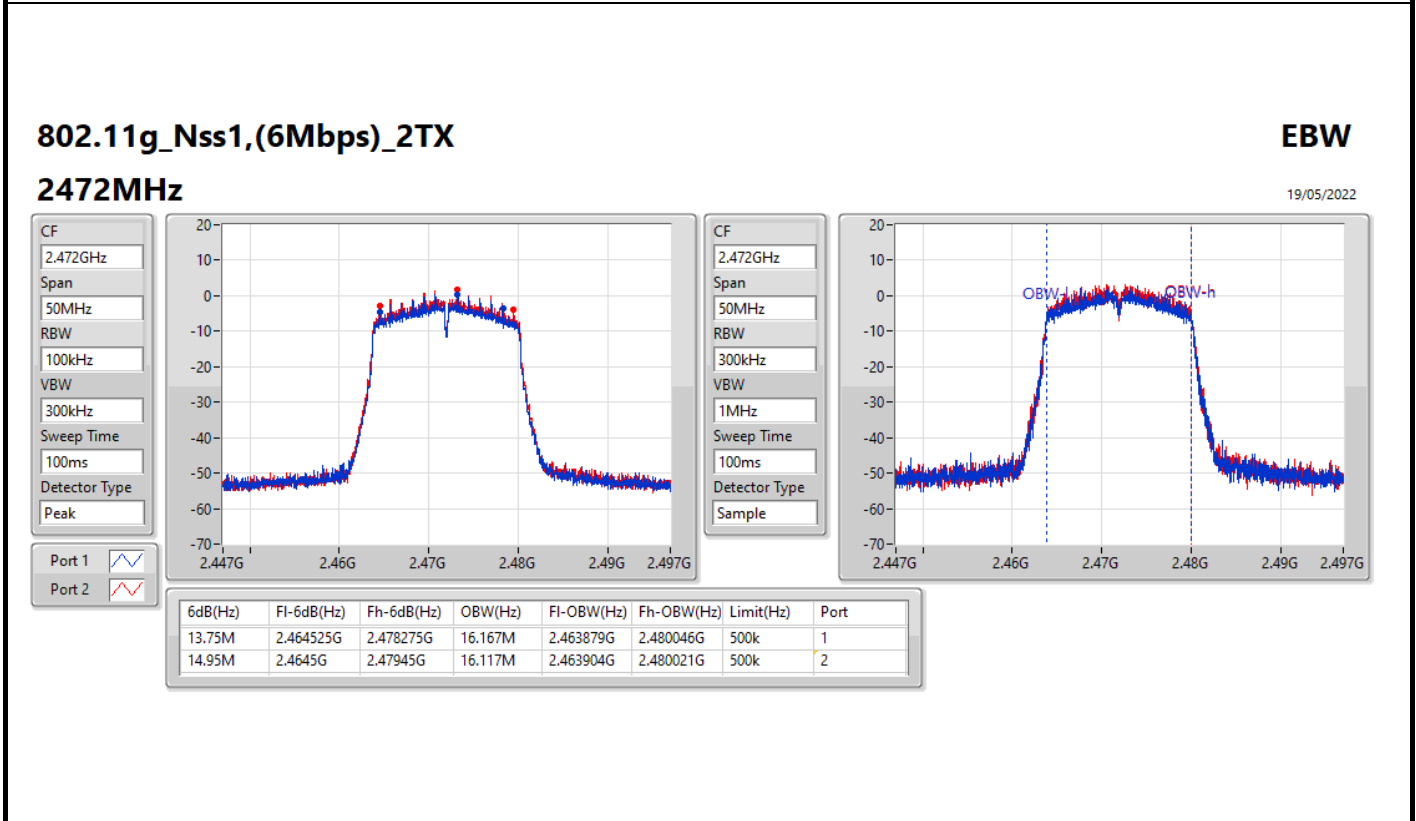 802.11g_Nss1,(6Mbps)_2TX
EBW
2472MHz
19/05/2022
CF
2.472GHz
Span
50MHz
RBW
100kHz
VBW
300kHz
Sweep Time
100ms
Detector Type
Peak
Port 1
Port 2
20
10
0
-10
-20
-30
-40
-50
-60
-70
2.447G 2.46G 2.47G 2.48G 2.49G 2.497G
CF
2.472GHz
Span
50MHz
RBW
300kHz
VBW
1MHz
Sweep Time
100ms
Detector Type
Sample
20
10
0
-10
-20
-30
-40
-50
-60
-70
OBW-l OBW-h
2.447G 2.46G 2.47G 2.48G 2.49G 2.497G
6dB(Hz) Fl-6dB(Hz) Fh-6dB(Hz) OBW(Hz) Fl-OBW(Hz) Fh-OBW(Hz) Limit(Hz) Port
13.75M 2.464525G 2.478275G 16.167M 2.463879G 2.480046G 500k 1
14.95M 2.4645G 2.47945G 16.117M 2.463904G 2.480021G 500k 2